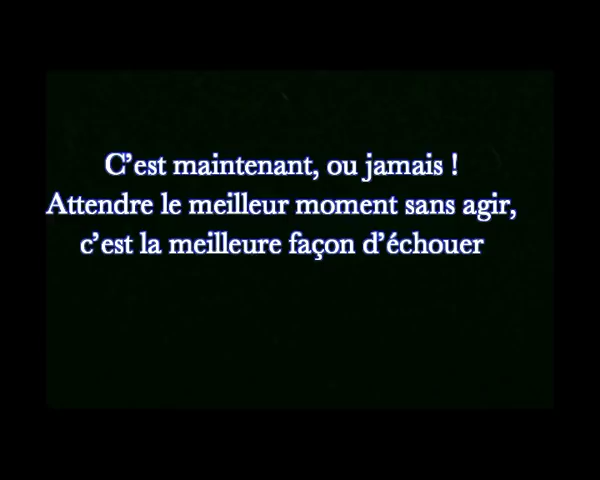 C’est maintenant, ou jamais !
Attendre le meilleur moment sans agir,
c’est la meilleure façon d’échouer